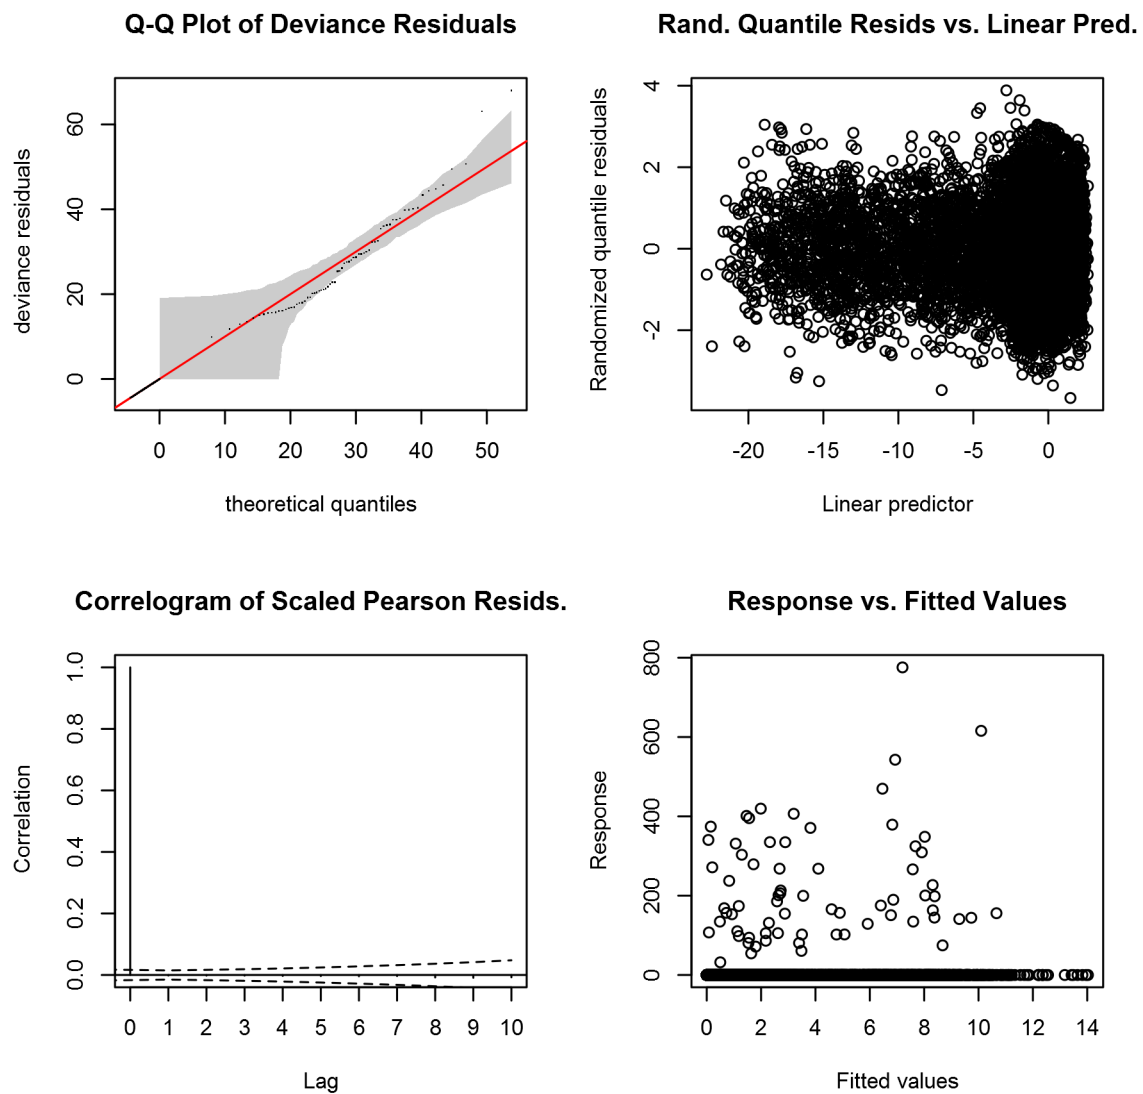 Q-Q Plot of Deviance Residuals
deviance residuals
0 20 40 60
0 10 20 30 40 50
theoretical quantiles
Rand. Quantile Resids vs. Linear Pred.
Randomized quantile residuals
-2 0 2 4
-20 -15 -10 -5 0
Linear predictor
Correlogram of Scaled Pearson Resids.
Correlation
0.0 0.2 0.4 0.6 0.8 1.0
0 1 2 3 4 5 6 7 8 9 10
Lag
Response vs. Fitted Values
Response
0 200 400 600 800
0 2 4 6 8 10 12 14
Fitted values